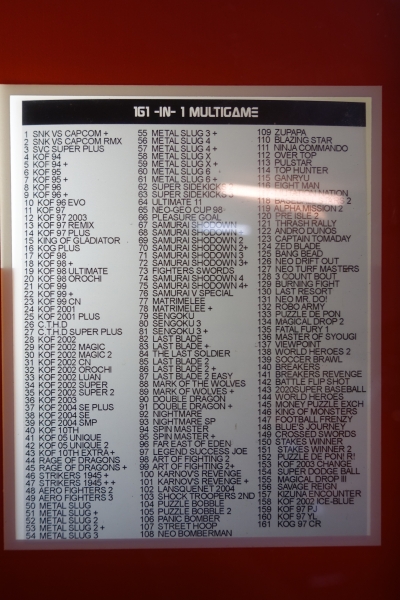 161 -IN- 1 MULTIGAME
1 SNK VS CAPCOM +
2 SNK VS CAPCOM RMX
3 SVC SUPER PLUS
4 KOF 94
5 KOF 94 +
6 KOF 95
7 KOF 95 +
8 KOF 96
9 KOF 96 +
10 KOF 96 EVO
11 KOF 97
12 KOF 97 2003
13 KOF 97 REMIX
14 KOF 97 PLUS
15 KING OF GLADIATOR
16 KOG PLUS
17 KOF 98
18 KOF 98 +
19 KOF 98 ULTIMATE
20 KOF 98 OROCHI
21 KOF 99
22 KOF 99 +
23 KOF 99 CN
24 KOF 2001
25 KOF 2001 PLUS
26 C.T.H.D
27 C.T.H.D SUPER PLUS
28 KOF 2002
29 KOF 2002 MAGIC
30 KOF 2002 MAGIC 2
31 KOF 2002 CN
32 KOF 2002 OROCHI
33 KOF 2002 LUAN
34 KOF 2002 SUPER
35 KOF 2002 SUPER 2
36 KOF 2003
37 KOF 2004 SE PLUS
38 KOF 2004 SE
39 KOF 2004 SMP
40 KOF 10TH
41 KOF 05 UNIQUE
42 KOF 05 UNIQUE 2
43 KOF 10TH EXTRA+
44 RAGE OF DRAGONS
45 RAGE OF DRAGONS +
46 STRIKERS 1945 +
47 STRIKERS 1945 ++
48 AERO FIGHTERS 2
49 AERO FIGHTERS 3
50 METAL SLUG
51 METAL SLUG +
52 METAL SLUG 2
53 METAL SLUG 2 +
54 METAL SLUG 3
55 METAL SLUG 3 +
56 METAL SLUG 4
57 METAL SLUG 4 +
58 METAL SLUG X
59 METAL SLUG X +
60 METAL SLUG 6
61 METAL SLUG 6 +
62 SUPER SIDEKICKS
63 SUPER SIDEKICKS
64 ULTIMATE 11
65 NEO-GEO CUP 98
66 PLEASURE GOAL
67 SAMURAI SHODOWN
68 SAMURAI SHODOWN
69 SAMURAI SHODOWN
70 SAMURAI SHODOWN 2+
71 SAMURAI SHODOWN 3
72 SAMURAI SHODOWN 3+
73 FIGHTERS SWORDS
74 SAMURAI SHODOWN 4
75 SAMURAI SHODOWN 4+
76 SAMURAI V SPECIAL
77 MATRIMELEE
78 MATRIMELEE +
79 SENGOKU
80 SENGOKU 3
81 SENGOKU 3 +
82 LAST BLADE
83 LAST BLADE +
84 THE LAST SOLDIER
85 LAST BLADE 2
86 LAST BLADE 2 +
87 LAST BLADE 2 EASY
88 MARK OF THE WOLVES
89 MARK OF WOLVES +
90 DOUBLE DRAGON
91 DOUBLE DRAGON +
92 NIGHTMARE
93 NIGHTMARE SP
94 SPIN MASTER
95 SPIN MASTER +
96 FAR EAST OF EDEN
97 LEGEND SUCCESS JOE
98 ART OF FIGHTING 2
99 ART OF FIGHTING 2+
100 KARNOV'S REVENGE
101 KARNOV'S REVENGE +
102 LANSQUENET 2004
103 SHOCK TROOPERS 2ND
104 PUZZLE BOBBLE
105 PUZZLE BOBBLE 2
106 PANIC BOMBER
107 STREET HOOP
108 NEO BOMBERMAN
109 ZUPAPA
110 BLAZING STAR
111 NINJA COMMANDO
112 OVER TOP
113 PULSTAR
114 TOP HUNTER
115 GANRYU
116 EIGHT MAN
117
118 2
119 ALPHA MISSION 2
120 PREISLE 2
121 THRASH RALLY
122 ANDRO DUNOS
123 CAPTAIN TOMADAY
124 ZED BLADE
125 BANG BEAD
126 NEO DRIFT OUT
127 NEO TURF MASTERS
128 3 COUNT BOUT
129 BURNING FIGHT
130 LAST RESORT
131 NEO MR. DO!
132 ROBO ARMY
133 PUZZLE DE PON
134 MAGICAL DROP 2
135 FATAL FURY 1
136 MASTER OF SYOUGI
137 VIEWPOINT
138 WORLD HEROES 2
139 SOCCER BRAWL
140 BREAKERS
141 BREAKERS REVENGE
142 BATTLE FLIP SHOT
143 2020SUPER BASEBALL
144 WORLD HEROES
145 MONEY PUZZLE EXCH
146 KING OF MONSTERS
147 FOOTBALL FRENZY
148 BLUE'S JOURNEY
149 CROSSED SWORDS
150 STAKES WINNER
151 STAKES WINNER 2
152 PUZZLE DE PON! R!
153 KOF 2003 CHANGE
154 SUPER DODGE BALL
155 MAGICAL DROP III
156 SAVAGE REIGN
157 KIZUNA ENCOUNTER
158 KOF 2002 ICE-BLUE
159 KOF 97 PJ
160 KOF 97 YL
161 KOG 97 CR